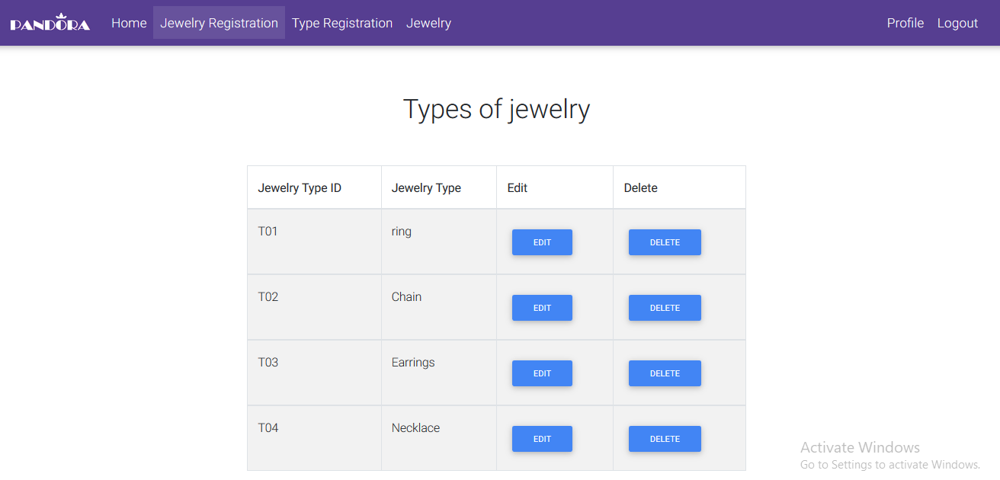 PANDORA Home Jewelry Registration Type Registration Jewelry Profile Logout
Types of jewelry
Jewelry Type ID Jewelry Type Edit Delete
T01 ring EDIT DELETE
T02 Chain EDIT DELETE
T03 Earrings EDIT DELETE
T04 Necklace EDIT DELETE
Activate Windows
Go to Settings to activate Windows.